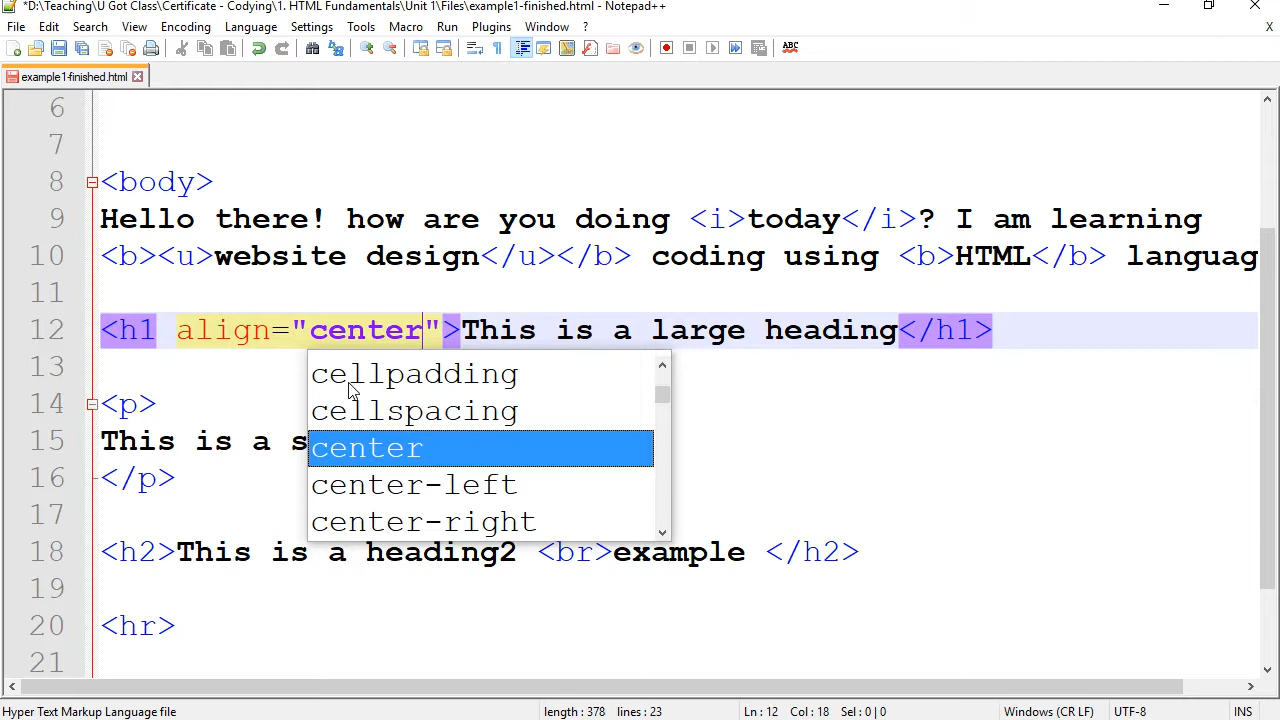 *D:\Teaching\U Got Class\Certificate - Codying\1. HTML Fundamentals\Unit 1\Files\example1-finished.html - Notepad++
File Edit Search View Encoding Language Settings Tools Macro Run Plugins Window ? X
ABC
example1-finished.html
6
7
8 <body>
9 Hello there! how are you doing <i>today</i>? I am learning
10 <b><u>website design</u></b> coding using <b>HTML</b> languag
11
12 <h1 align="center">This is a large heading</h1>
13 cellpadding
14 <p>
cellspacing
15 This is a s
center
16 </p>
center-left
17 center-right
18 <h2>This is a heading2 <br>example </h2>
19
20 <hr>
21
Hyper Text Markup Language file length : 378 lines : 23 Ln : 12 Col : 18 Sel : 0 | 0 Windows (CR LF) UTF-8 INS